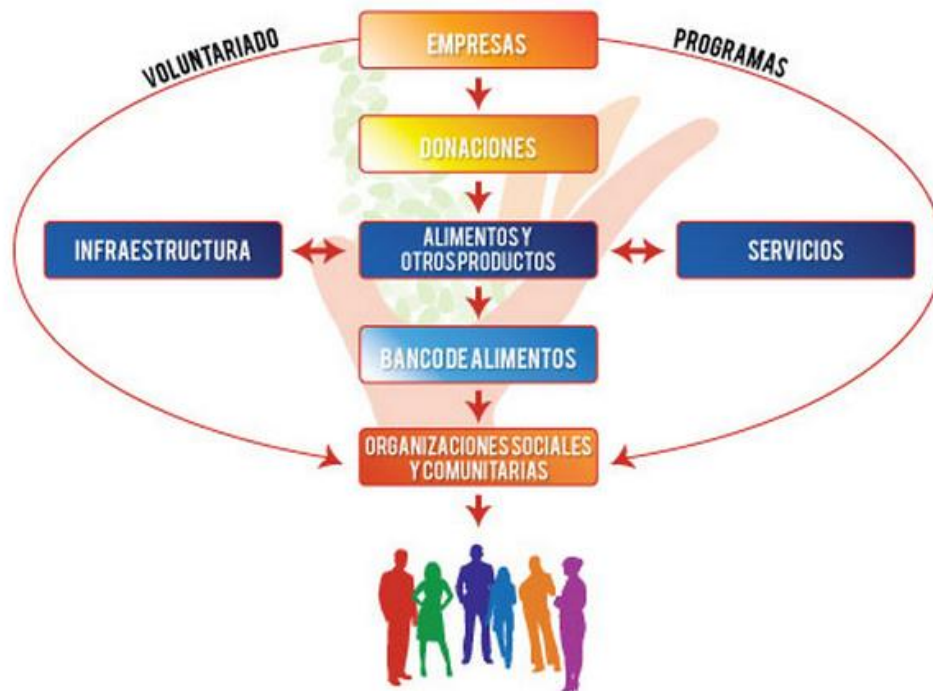 VOLUNTARIADO
EMPRESAS
PROGRAMAS
DONACIONES
INFRAESTRUCTURA
ALIMENTOS Y
OTROS PRODUCTOS
SERVICIOS
BANCO DE ALIMENTOS
ORGANIZACIONES SOCIALES
Y COMUNITARIAS